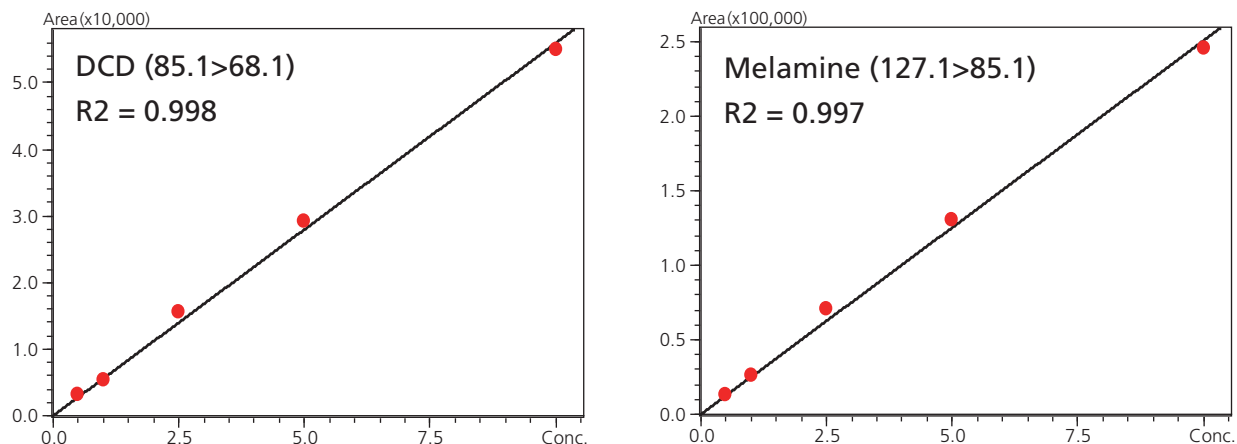 Area(x10,000)
DCD (85.1>68.1)
R2 = 0.998
5.0
4.0
3.0
2.0
1.0
0.0
0.0 2.5 5.0 7.5 Conc.
Area(x100,000)
Melamine (127.1>85.1)
R2 = 0.997
2.5
2.0
1.5
1.0
0.5
0.0
0.0 2.5 5.0 7.5 Conc.